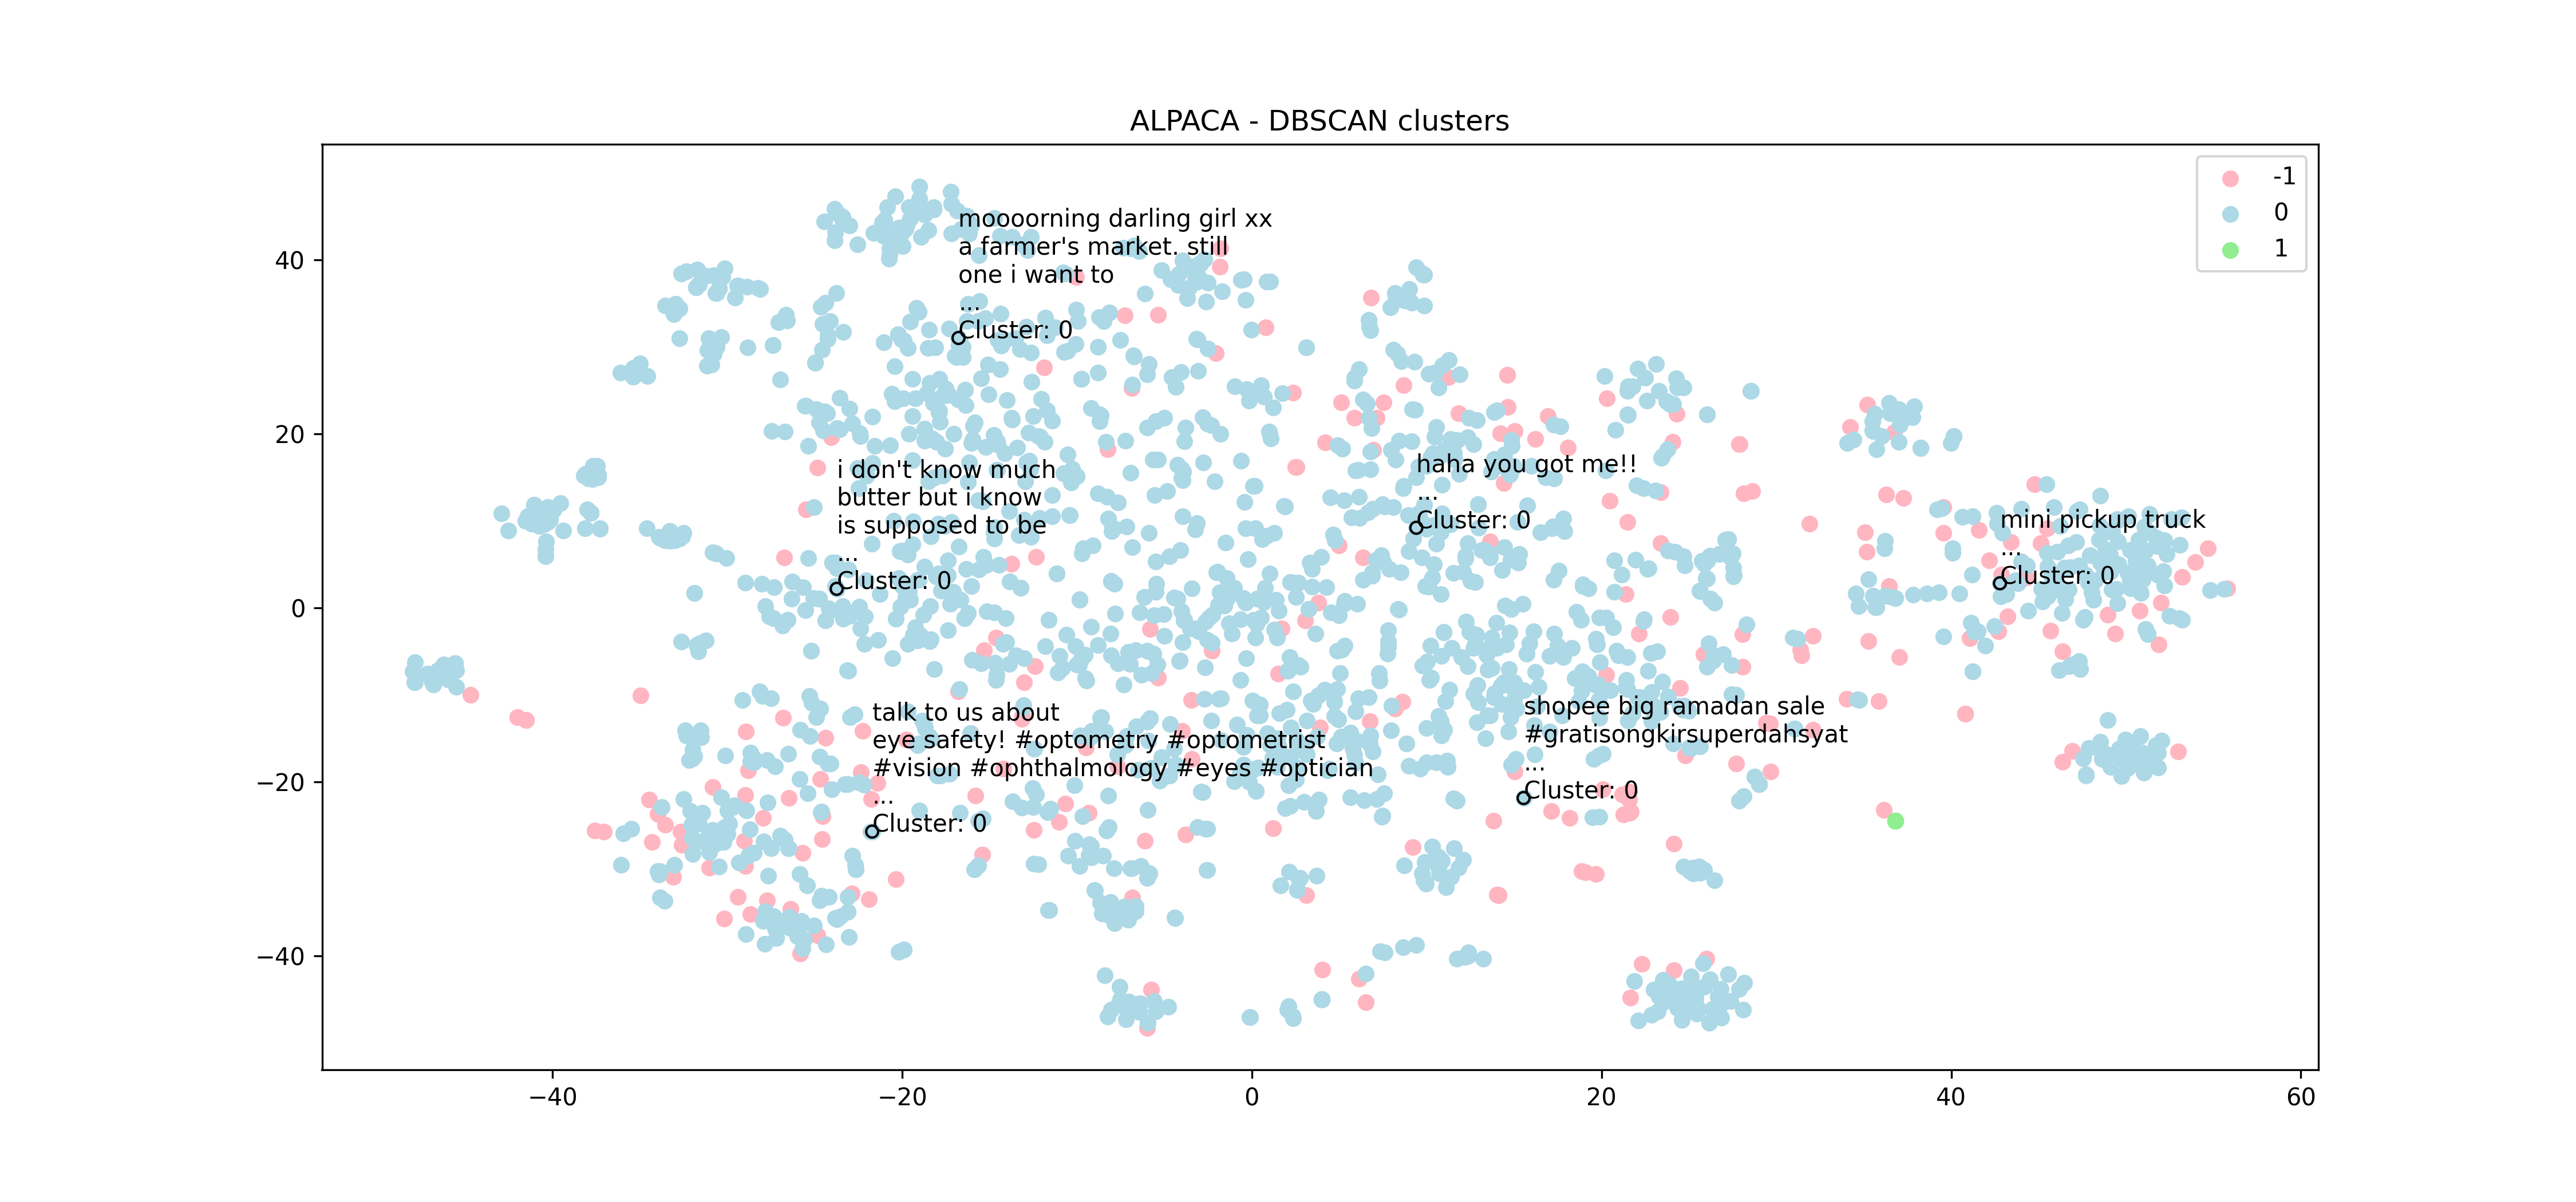 ALPACA - DBSCAN clusters
-1
0
1
moooorning darling girl xx
a farmer's market. still
one i want to
...
Cluster: 0
i don't know much
butter but i know
is supposed to be
...
Cluster: 0
haha you got me!!
...
Cluster: 0
mini pickup truck
...
Cluster: 0
talk to us about
eye safety! #optometry #optometrist
#vision #ophthalmology #eyes #optician
...
Cluster: 0
shopee big ramadan sale
#gratisongkirsuperdahsyat
...
Cluster: 0
40
20
0
−20
−40
−40
−20
0
20
40
60